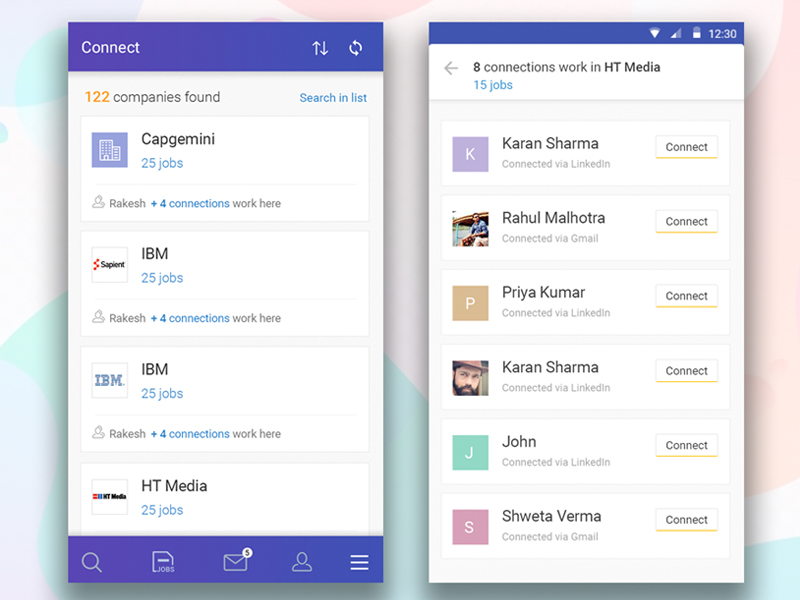 Connect
122 companies found
Search in list
Capgemini
25 jobs
Rakesh + 4 connections work here
Sapient
IBM
25 jobs
Rakesh + 4 connections work here
IBM.
IBM
25 jobs
Rakesh + 4 connections work here
HT Media
HT Media
25 jobs
JOBS
5
12:30
8 connections work in HT Media
15 jobs
K
Karan Sharma
Connected via LinkedIn
Connect
Rahul Malhotra
Connected via Gmail
Connect
P
Priya Kumar
Connected via LinkedIn
Connect
Karan Sharma
Connected via LinkedIn
Connect
J
John
Connected via LinkedIn
Connect
S
Shweta Verma
Connected via Gmail
Connect